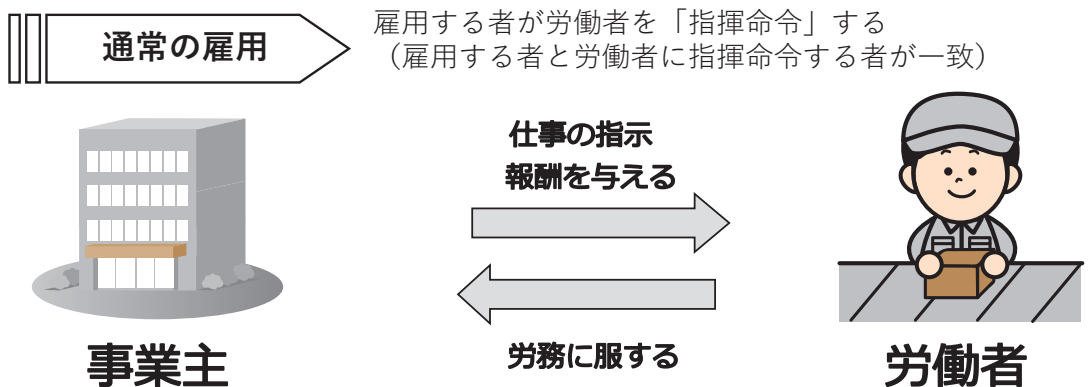 通常の雇用
雇用する者が労働者を「指揮命令」する
（雇用する者と労働者に指揮命令する者が一致）
仕事の指示
報酬を与える
労務に服する
事業主
労働者